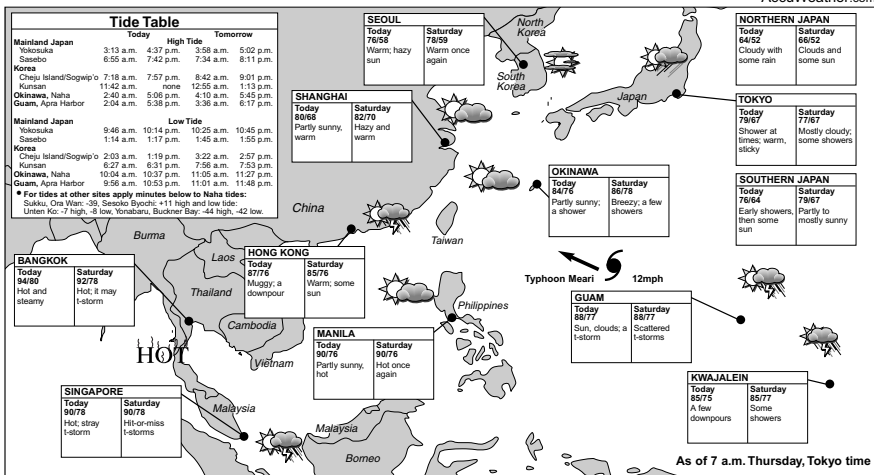 AccuWeather.com
Tide Table
Today Tomorrow
Mainland Japan High Tide
Yokosuka 3:13 a.m. 4:37 p.m. 3:58 a.m. 5:02 p.m.
Sasebo 6:55 a.m. 7:42 p.m. 7:34 a.m. 8:11 p.m.
Korea
Cheju Island/Sogwip'o 7:18 a.m. 7:57 p.m. 8:42 a.m. 9:01 p.m.
Kunsan 11:42 a.m. none 12:55 a.m. 1:13 p.m.
Okinawa, Naha 2:40 a.m. 5:06 p.m. 4:10 a.m. 5:45 p.m.
Guam, Apra Harbor 2:04 a.m. 5:38 p.m. 3:36 a.m. 6:17 p.m.
Mainland Japan Low Tide
Yokosuka 9:46 a.m. 10:14 p.m. 10:25 a.m. 10:45 p.m.
Sasebo 1:14 a.m. 1:17 p.m. 1:45 a.m. 1:55 p.m.
Korea
Cheju Island/Sogwip'o 2:03 a.m. 1:19 p.m. 3:22 a.m. 2:57 p.m.
Kunsan 6:27 a.m. 6:31 p.m. 7:56 a.m. 7:53 p.m.
Okinawa, Naha 10:04 a.m. 10:37 p.m. 11:05 a.m. 11:27 p.m.
Guam, Apra Harbor 9:56 a.m. 10:53 p.m. 11:01 a.m. 11:48 p.m.
• For tides at other sites apply minutes below to Naha tides:
Sukku, Ora Wan: -39, Sesoko Byochi: +11 high and low tide:
Unten Ko: -7 high, -8 low, Yonabaru, Buckner Bay: -44 high, -42 low.
SEOUL
Today Saturday
76/58 78/59
Warm; hazy Warm once
sun again
North
Korea
South
Korea
Japan
NORTHERN JAPAN
Today Saturday
64/52 66/52
Cloudy with Clouds and
some rain some sun
SHANGHAI
Today Saturday
80/68 82/70
Partly sunny, Hazy and
warm warm
TOKYO
Today Saturday
79/67 77/67
Shower at Mostly cloudy;
times; warm, some showers
sticky
OKINAWA
Today Saturday
84/76 86/78
Partly sunny; Breezy; a few
a shower showers
SOUTHERN JAPAN
Today Saturday
76/64 79/67
Early showers, Partly to
then some mostly sunny
sun
China
Taiwan
Burma
Laos
Thailand
Cambodia
Vietnam
Philippines
BANGKOK
Today Saturday
94/80 92/78
Hot and Hot; it may
steamy t-storm
HONG KONG
Today Saturday
87/76 85/76
Muggy; a Warm; some
downpour sun
Typhoon Meari 12mph
GUAM
Today Saturday
88/77 88/77
Sun, clouds; a Scattered
t-storm t-storms
MANILA
Today Saturday
90/76 90/76
Partly sunny, Hot once
hot again
HOT
KWAJALEIN
Today Saturday
85/75 85/77
A few Some
downpours showers
SINGAPORE
Today Saturday
90/78 90/78
Hot; stray Hit-or-miss
t-storm t-storms
Malaysia
Malaysia
Borneo
As of 7 a.m. Thursday, Tokyo time